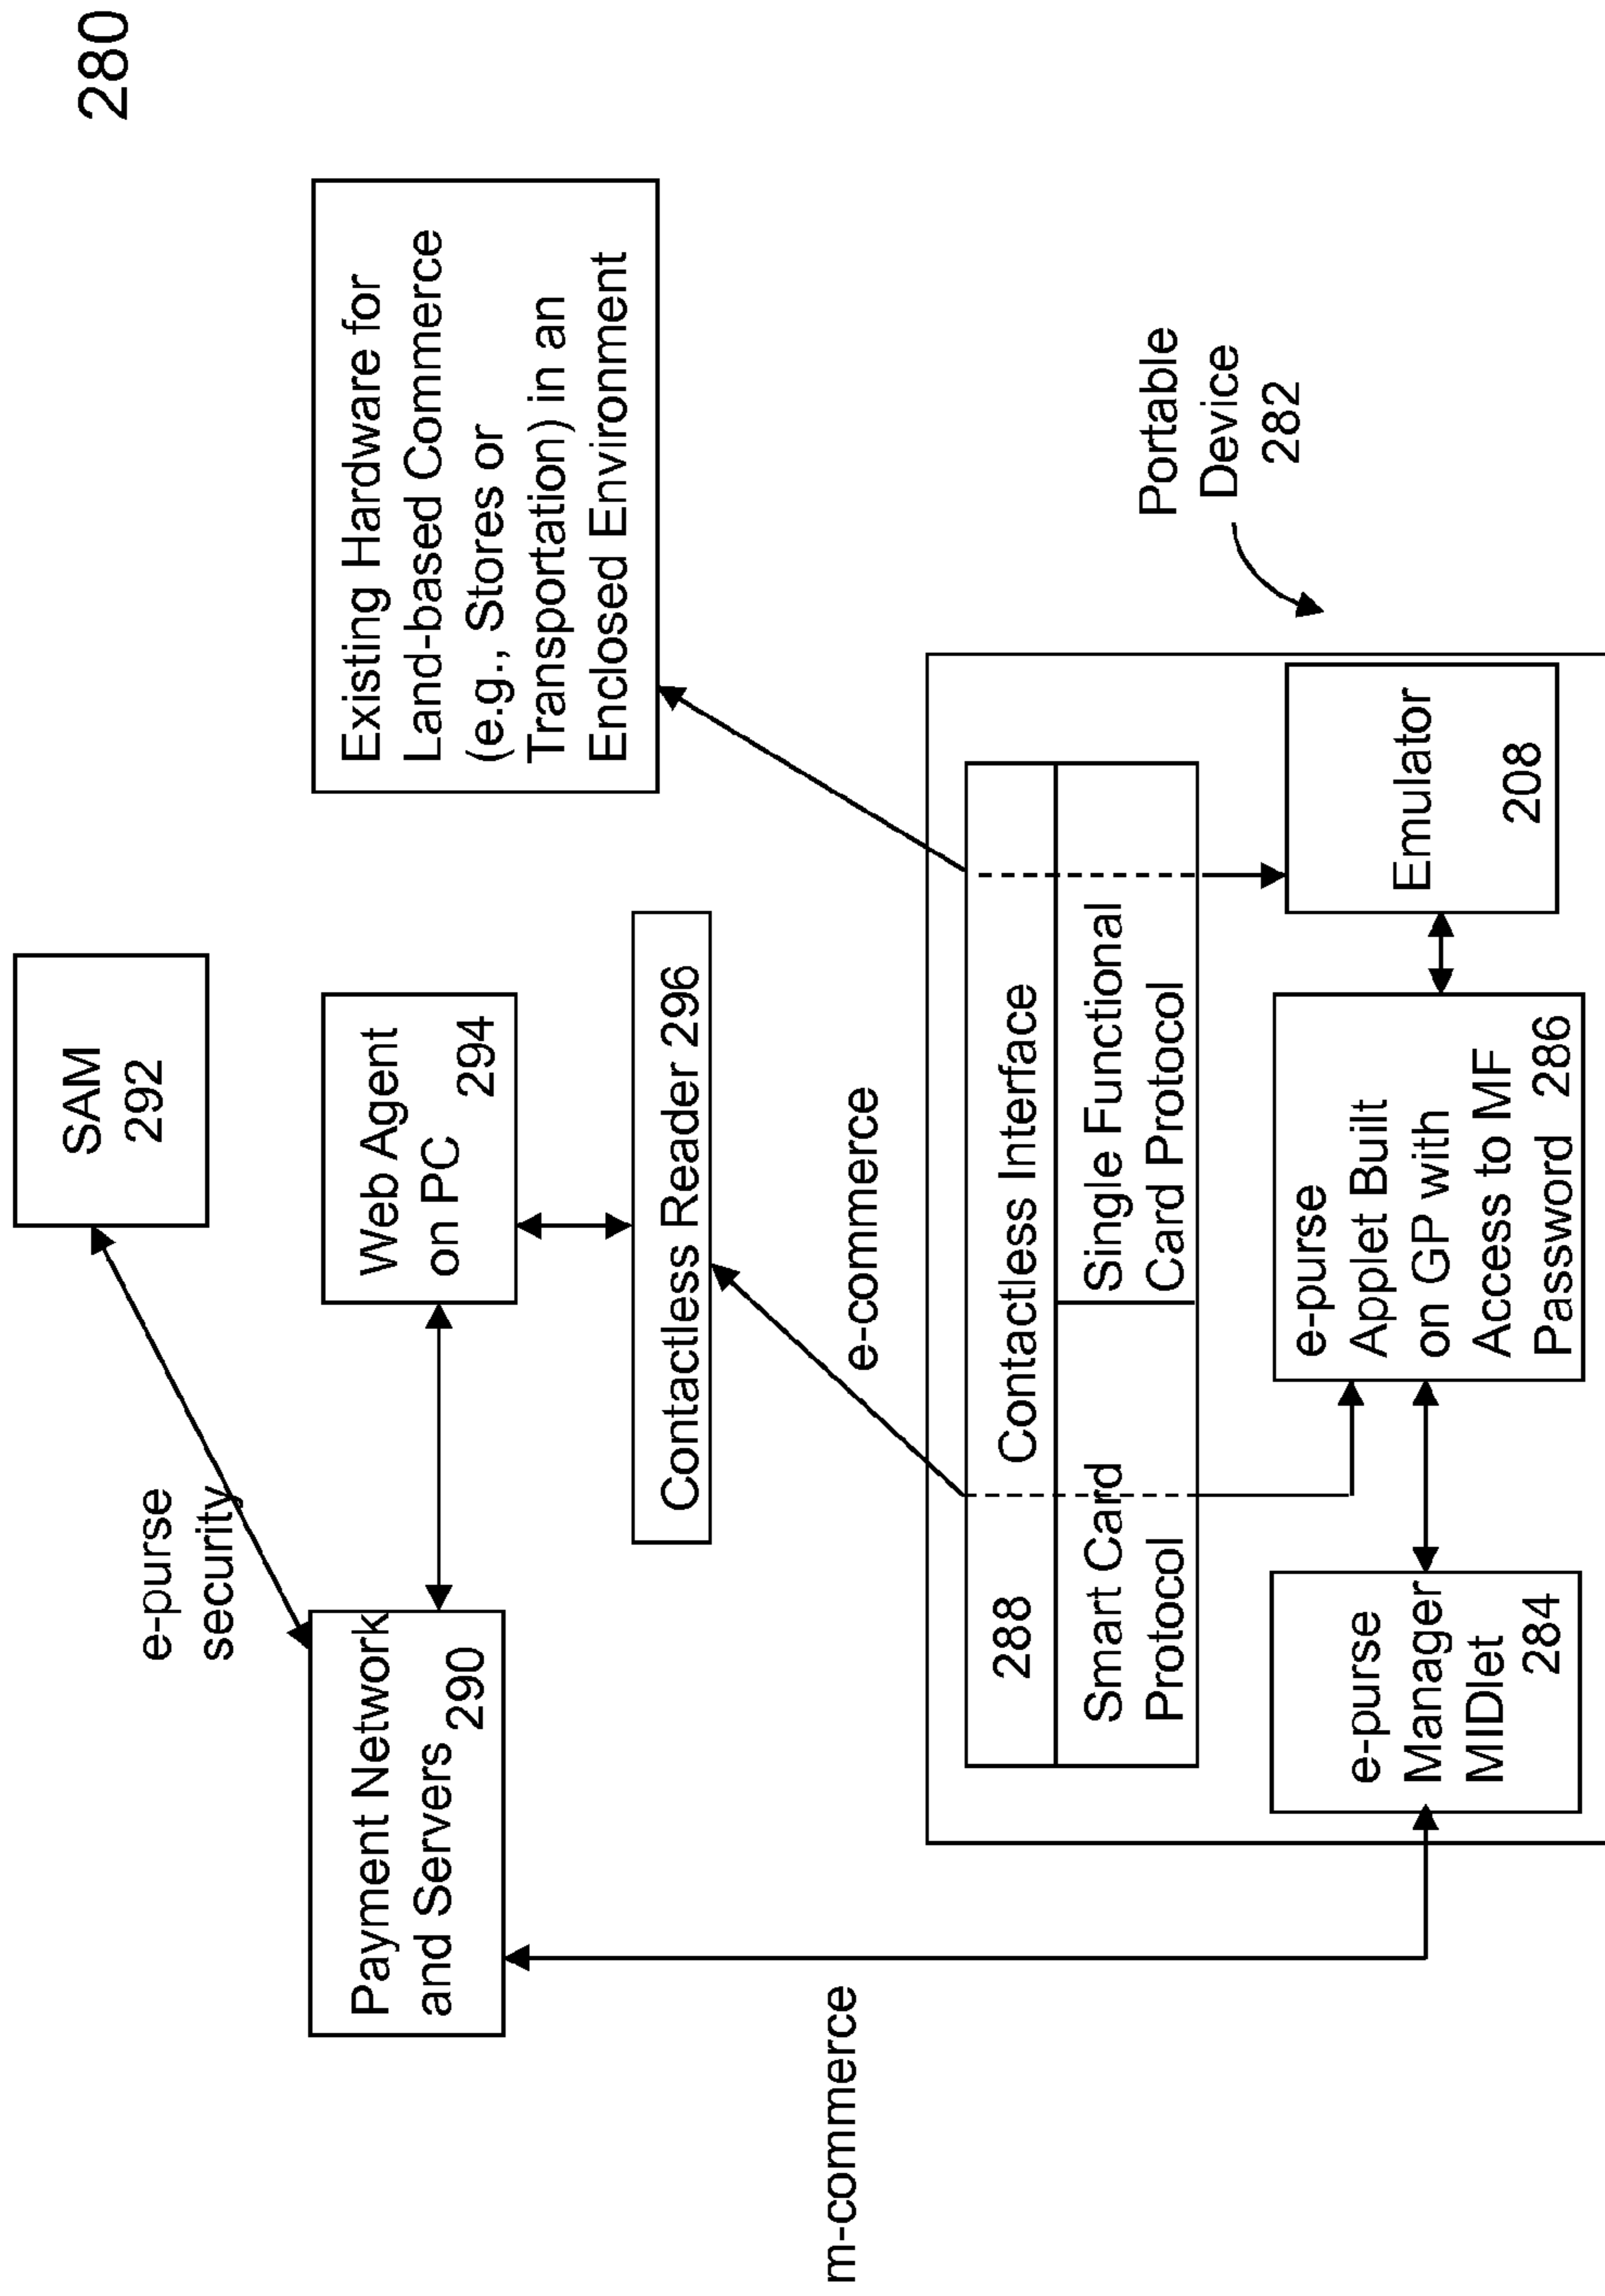 280
SAM
292
e-purse
security
Payment Network
and Servers
290
Web Agent
on PC
294
Existing Hardware for
Land-based Commerce
(e.g., Stores or
Transportation) in an
Enclosed Environment
Contactless Reader 296
m-commerce
e-commerce
Portable
Device
282
288
Contactless Interface
Smart Card
Protocol
Single Functional
Card Protocol
e-purse
Manager
MIDlet
284
e-purse
Applet Built
on GP with
Access to MF
Password 286
Emulator
208